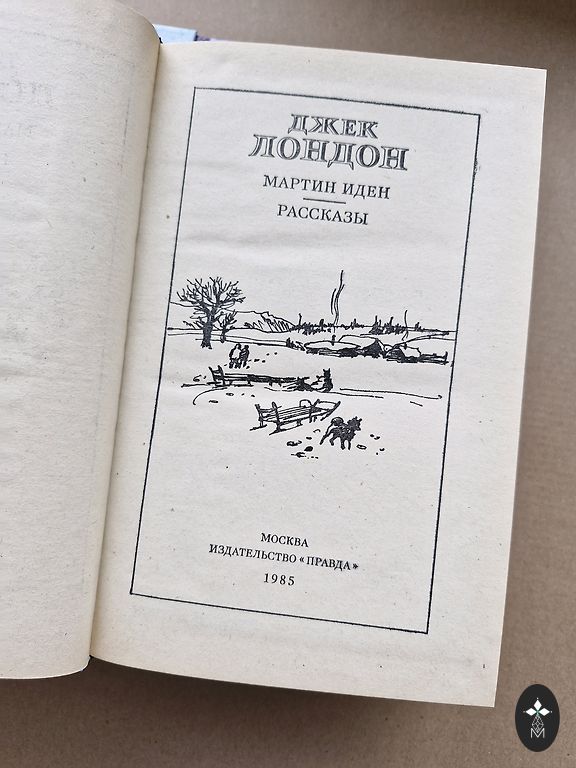 ДЖЕК
ЛОНДОН
МАРТИН ИДЕН
РАССКАЗЫ
МОСКВА
ИЗДАТЕЛЬСТВО «ПРАВДА»
1985
M